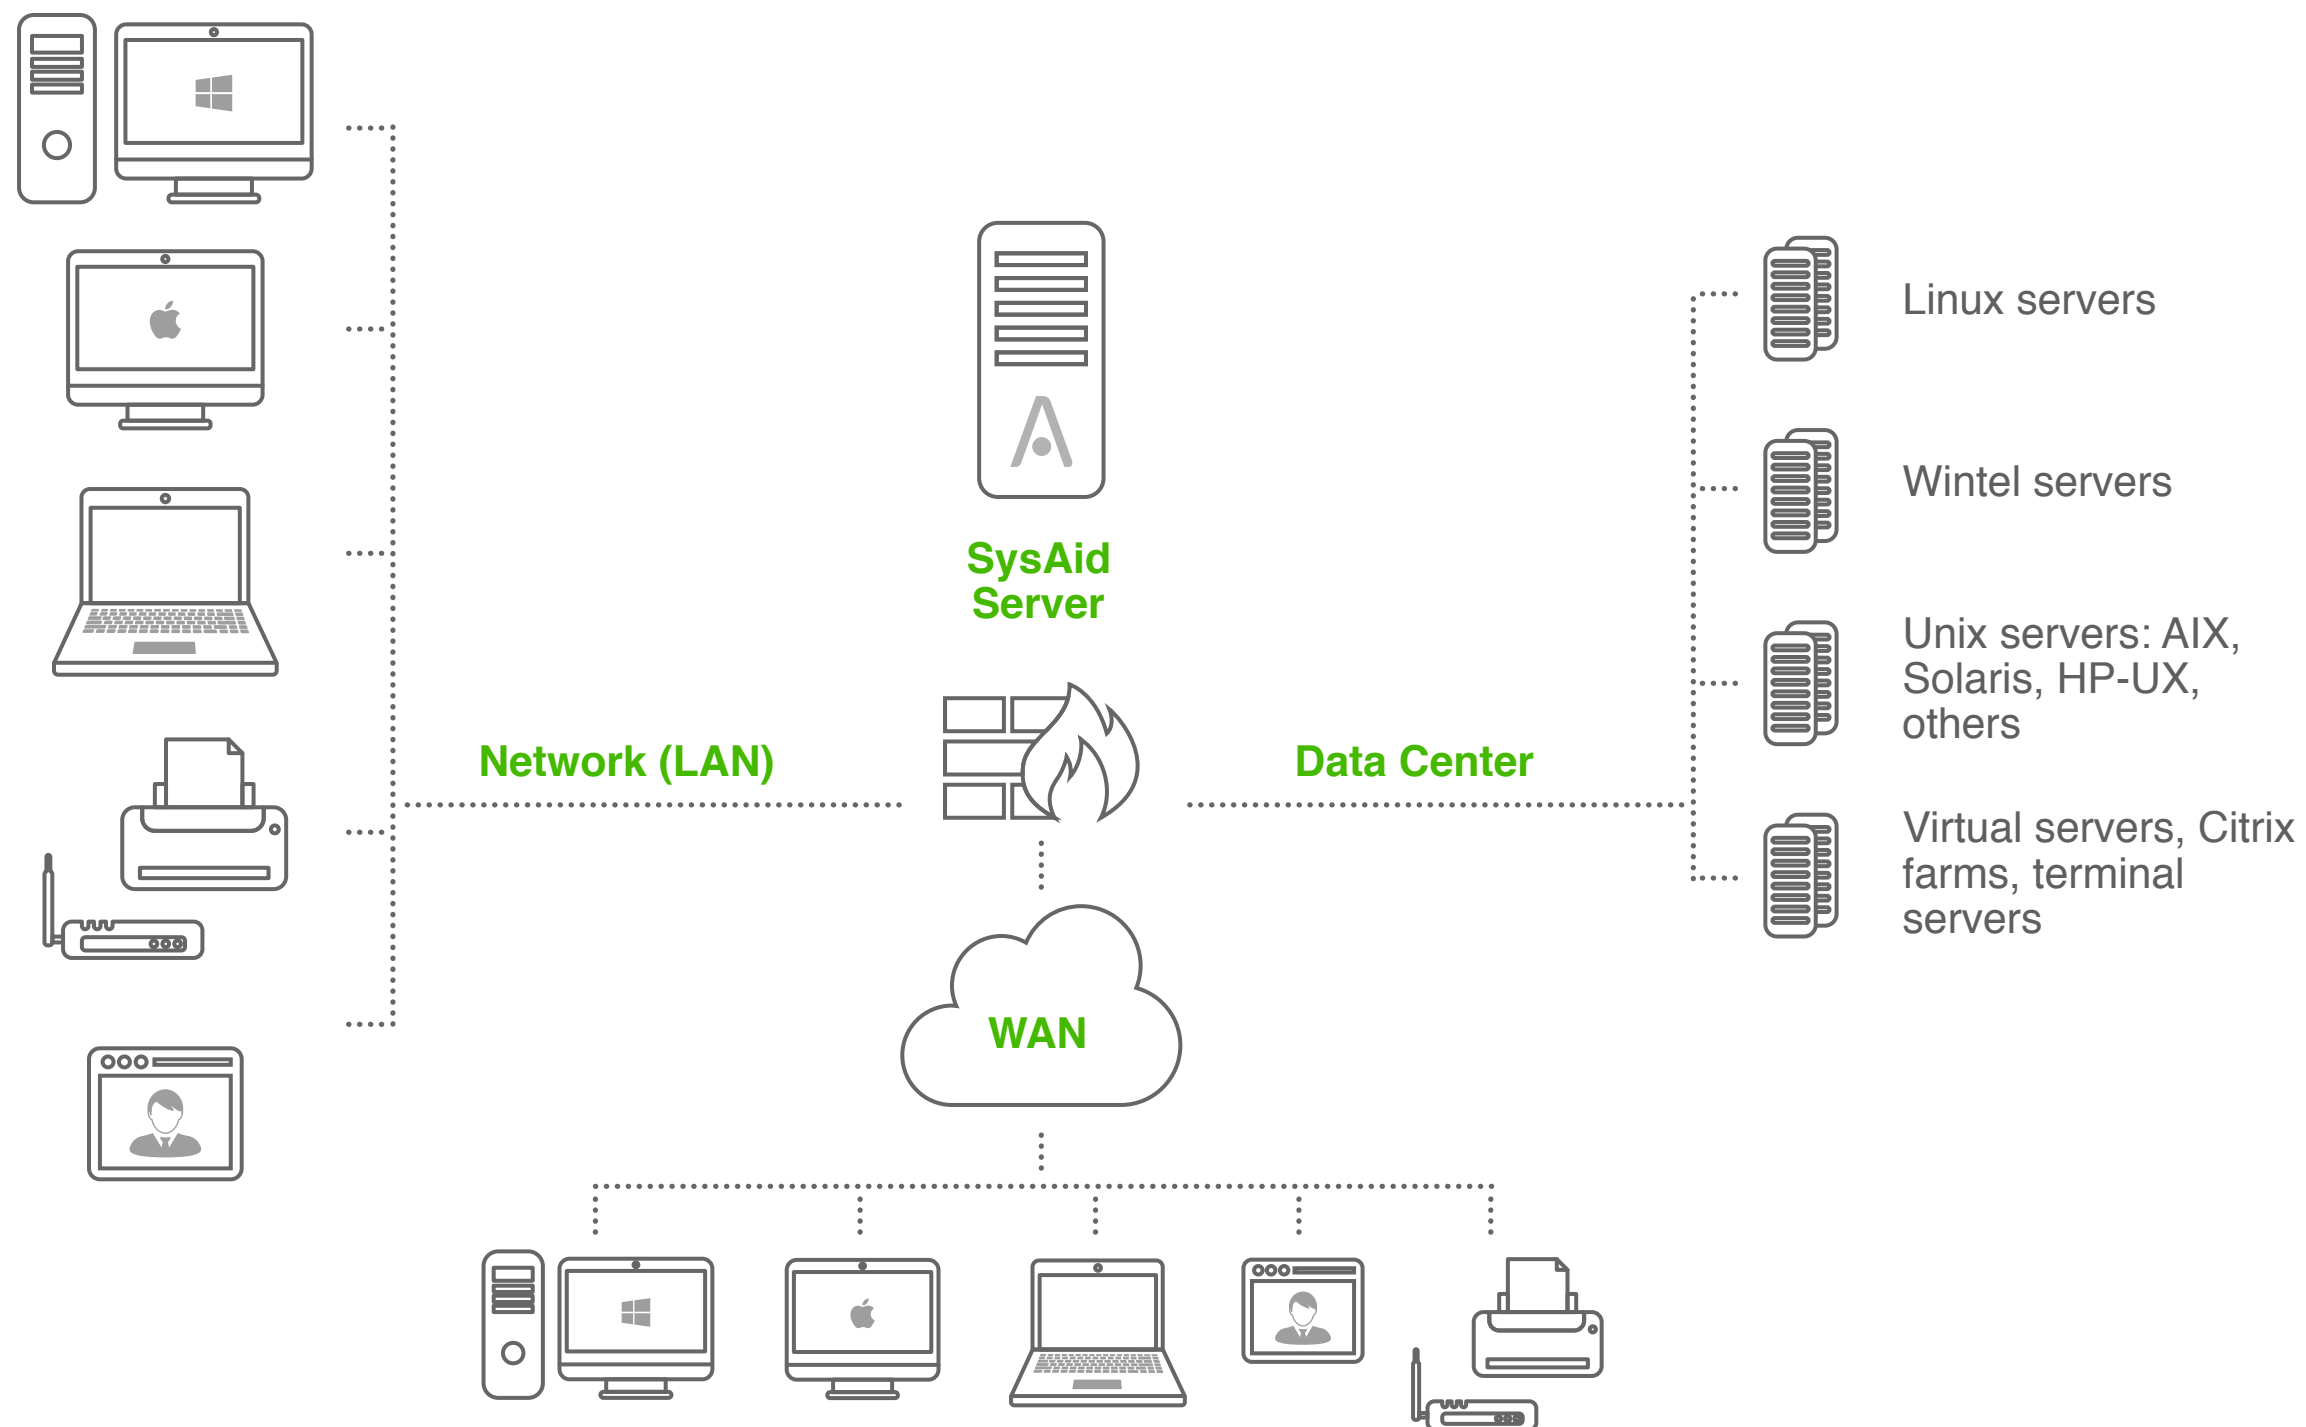 SysAid
Server
Network (LAN)
Data Center
WAN
Linux servers
Wintel servers
Unix servers: AIX,
Solaris, HP-UX,
others
Virtual servers, Citrix
farms, terminal
servers